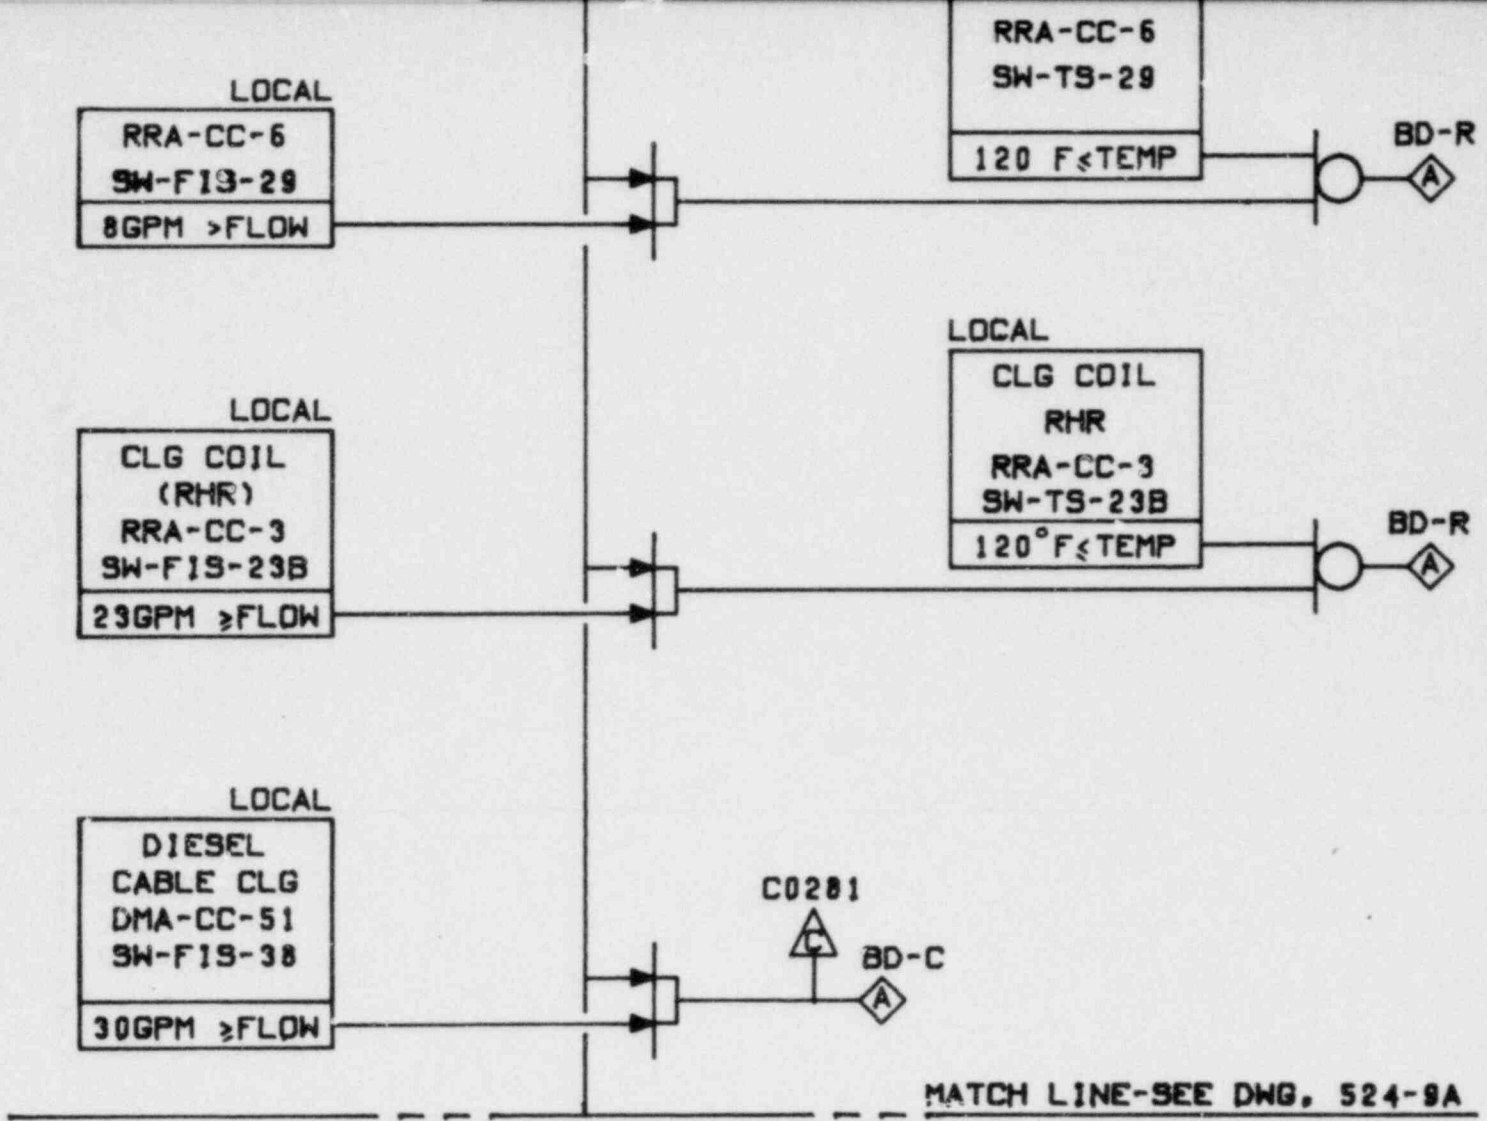 RRA-CC-6
SW-TS-29
120 F≤TEMP
BD-R
A
LOCAL
RRA-CC-6
SW-FIS-29
8GPM >FLOW
LOCAL
CLG COIL
RHR
RRA-CC-3
SW-TS-23B
120°F≤TEMP
BD-R
A
LOCAL
CLG COIL
(RHR)
RRA-CC-3
SW-FIS-23B
23GPM ≥FLOW
LOCAL
DIESEL
CABLE CLG
DMA-CC-51
SW-FIS-38
30GPM ≥FLOW
C0281
C
BD-C
A
MATCH LINE-SEE DWG. 524-9A